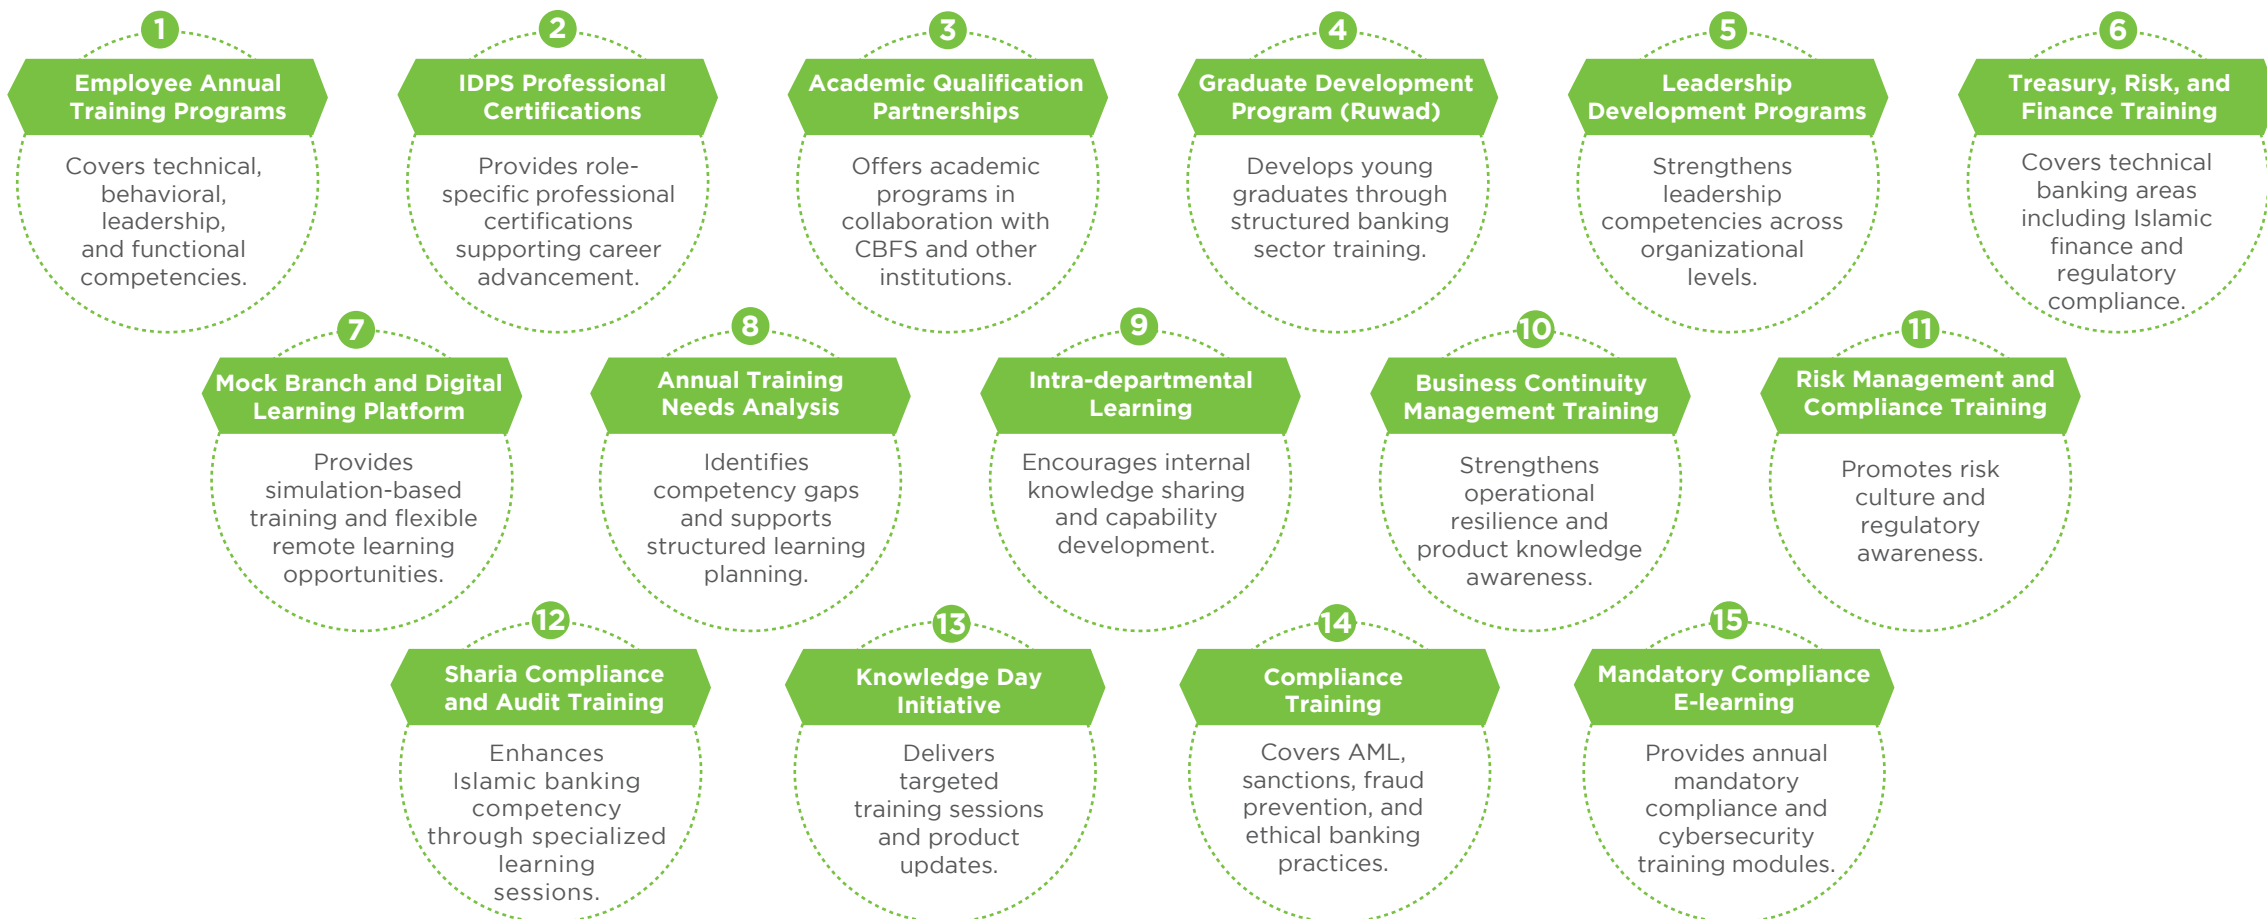 1
Employee Annual
Training Programs
Covers technical,
behavioral,
leadership,
and functional
competencies.
2
IDPS Professional
Certifications
Provides role-
specific professional
certifications
supporting career
advancement.
3
Academic Qualification
Partnerships
Offers academic
programs in
collaboration with
CBFS and other
institutions.
4
Graduate Development
Program (Ruwad)
Develops young
graduates through
structured banking
sector training.
5
Leadership
Development Programs
Strengthens
leadership
competencies across
organizational
levels.
6
Treasury, Risk, and
Finance Training
Covers technical
banking areas
including Islamic
finance and
regulatory
compliance.
7
Mock Branch and Digital
Learning Platform
Provides
simulation-based
training and flexible
remote learning
opportunities.
8
Annual Training
Needs Analysis
Identifies
competency gaps
and supports
structured learning
planning.
9
Intra-departmental
Learning
Encourages internal
knowledge sharing
and capability
development.
10
Business Continuity
Management Training
Strengthens
operational
resilience and
product knowledge
awareness.
11
Risk Management and
Compliance Training
Promotes risk
culture and
regulatory
awareness.
12
Sharia Compliance
and Audit Training
Enhances
Islamic banking
competency
through specialized
learning
sessions.
13
Knowledge Day
Initiative
Delivers
targeted
training sessions
and product
updates.
14
Compliance
Training
Covers AML,
sanctions, fraud
prevention, and
ethical banking
practices.
15
Mandatory Compliance
E-learning
Provides annual
mandatory
compliance and
cybersecurity
training modules.